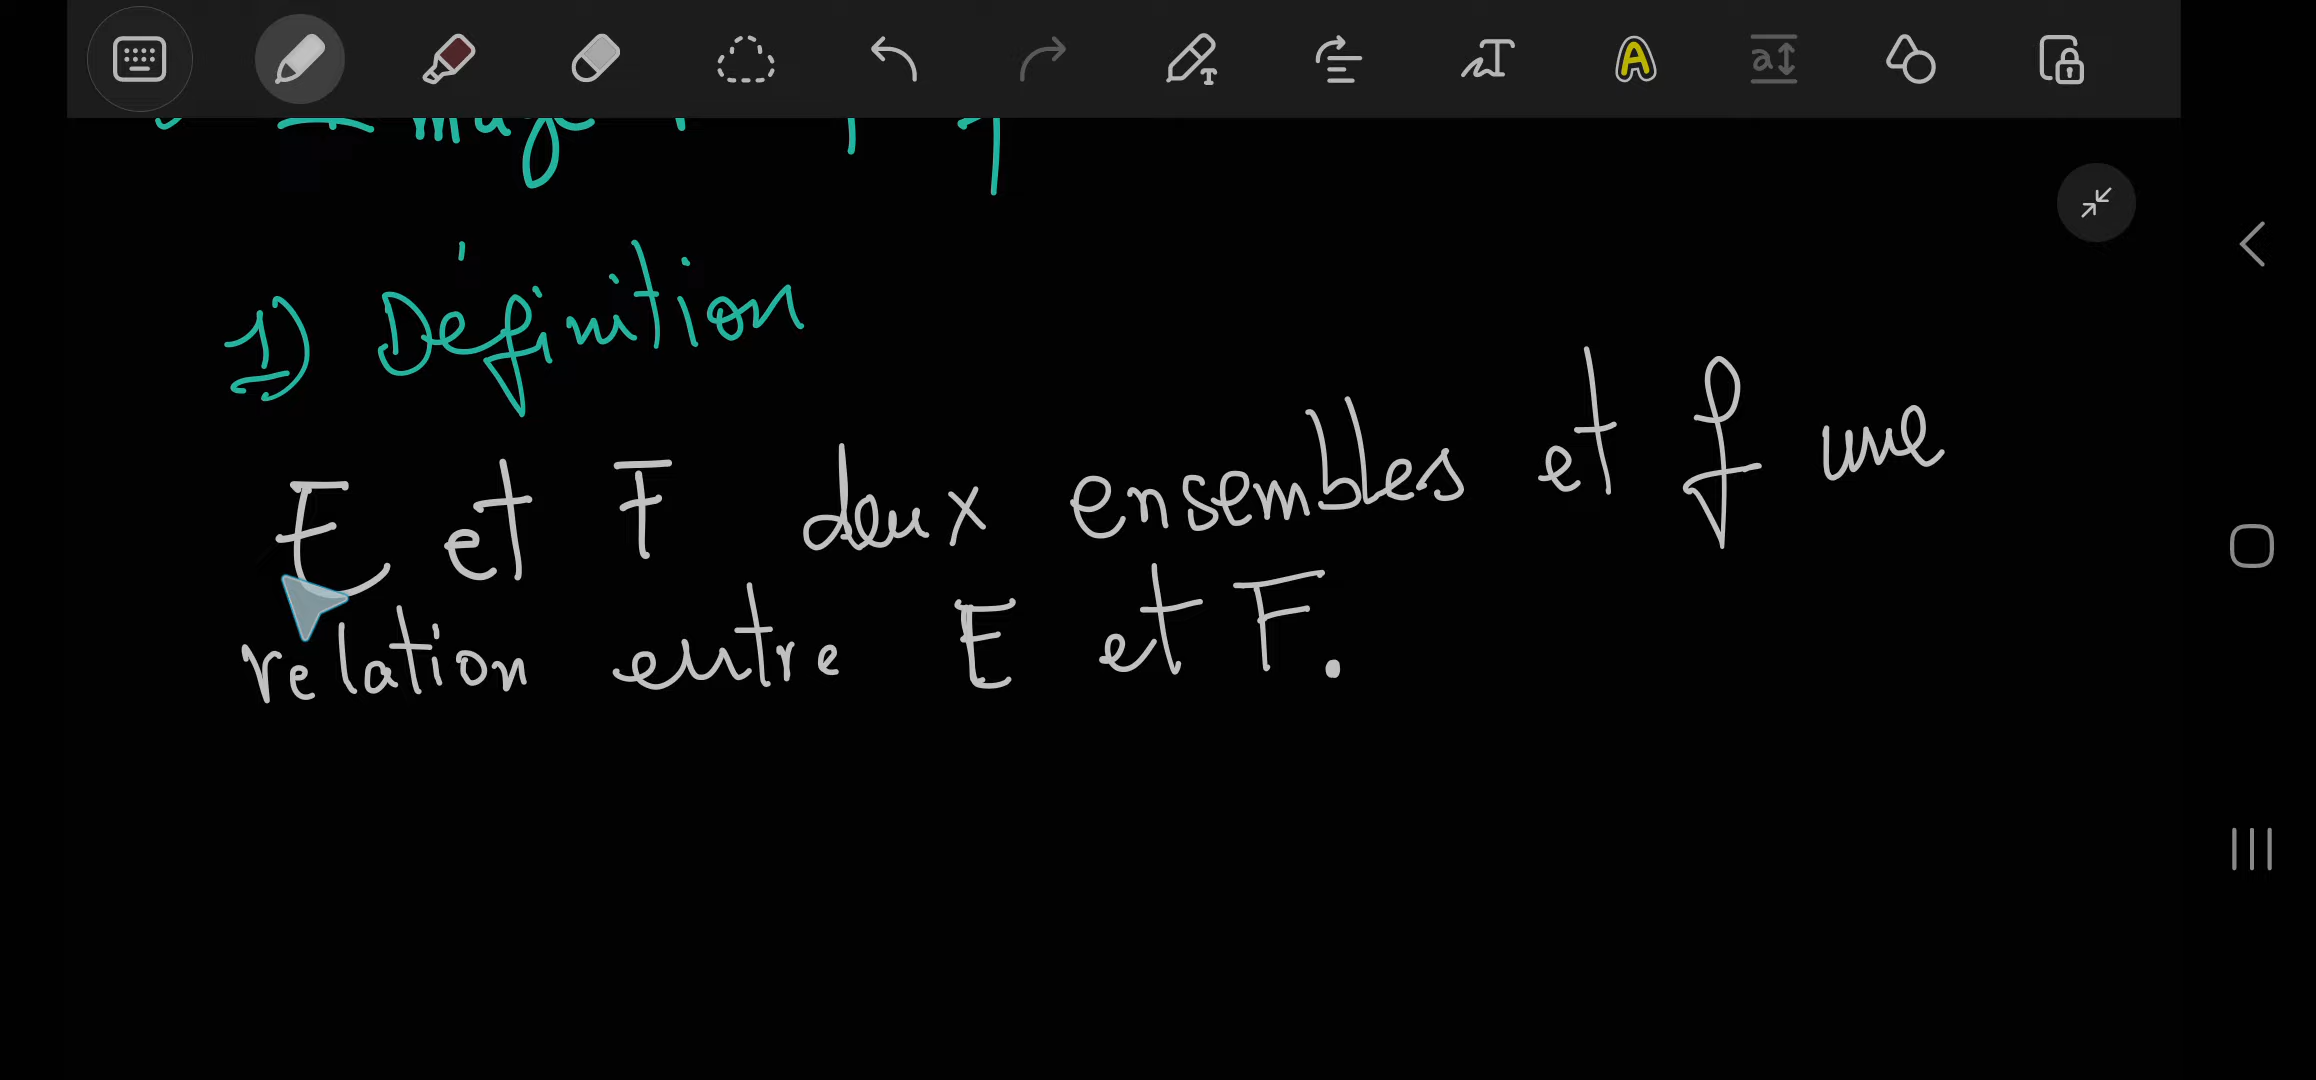 1) Définition
E et F deux ensembles et f une
relation entre E et F.